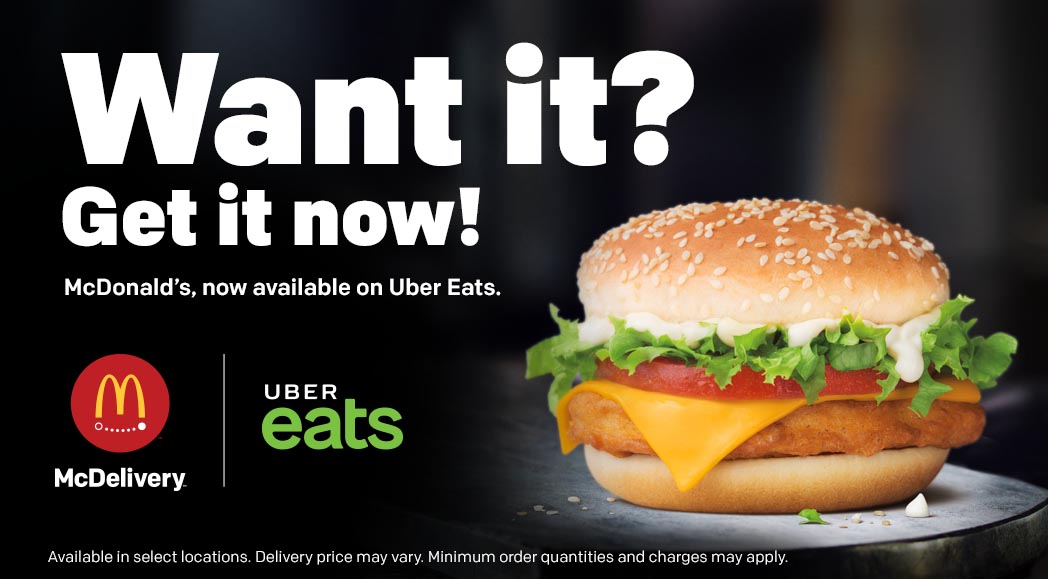 Want it?
Get it now!
McDonald's, now available on Uber Eats.
McDelivery
UBER
eats
Available in select locations. Delivery price may vary. Minimum order quantities and charges may apply.